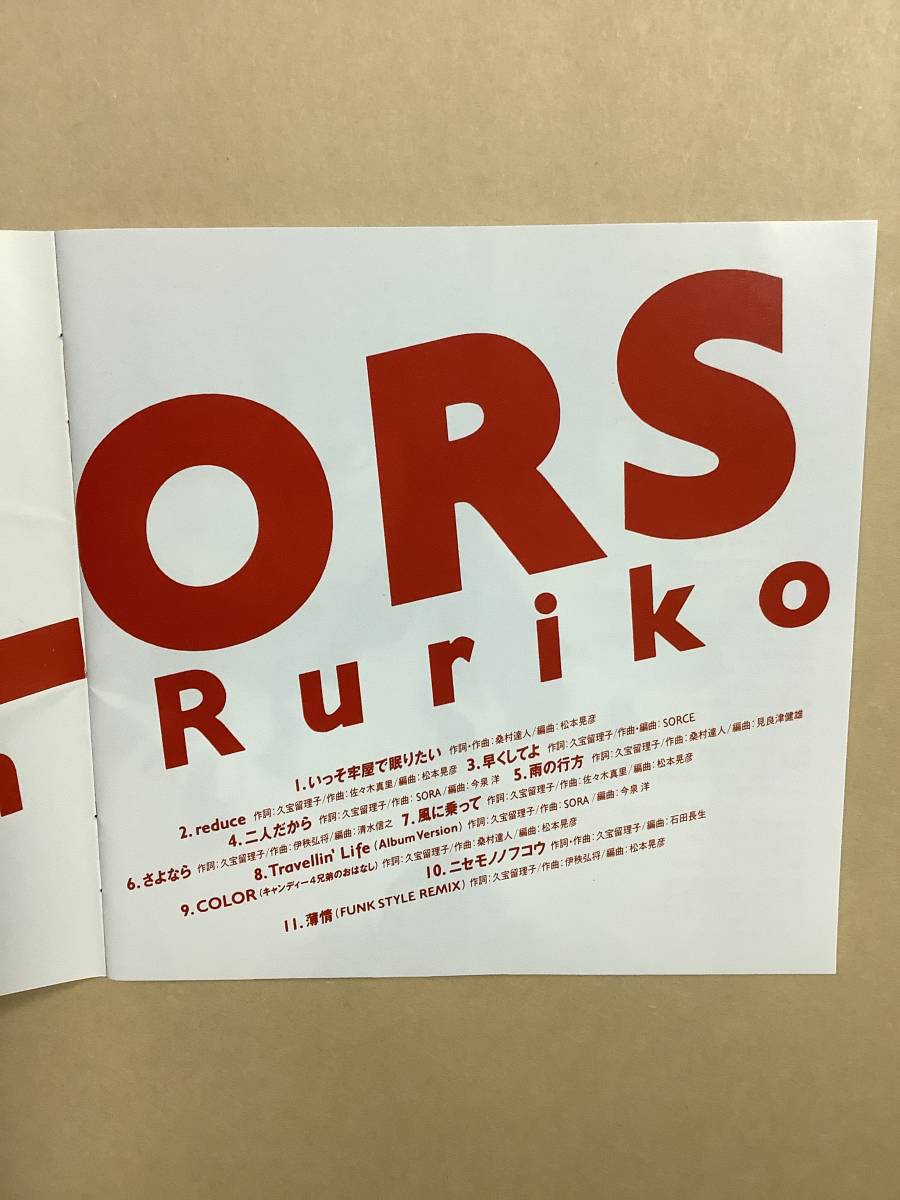 ORS
Ruriko
1.いっそ牢屋で眠りたい 作詞・作曲:桑村達人/編曲:松本晃彦
2.reduce 作詞:久宝留理子/作曲:佐々木真里/編曲:松本晃彦 3.早くしてよ 作詞:久宝留理子/作曲・編曲:SORCE
4.二人だから 作詞:久宝留理子/作曲:SORA/編曲:今泉 洋 5.雨の行方 作詞:久宝留理子/作曲:桑村達人/編曲:見良津健雄
6.さよなら 作詞:久宝留理子/作曲:伊秩弘将/編曲:清水信之 7.風に乗って 作詞:久宝留理子/作曲:佐々木真里/編曲:松本晃彦
8.Travellin' Life (Album Version) 作詞:久宝留理子/作曲:SORA/編曲:今泉 洋
9.COLOR(キャンディー4兄弟のおはなし) 作詞:久宝留理子/作曲:桑村達人/編曲:松本晃彦
10.ニセモノノフコウ 作詞・作曲:久宝留理子/編曲:石田長生
11.薄情(FUNK STYLE REMIX) 作詞:久宝留理子/作曲:伊秩弘将/編曲:松本晃彦